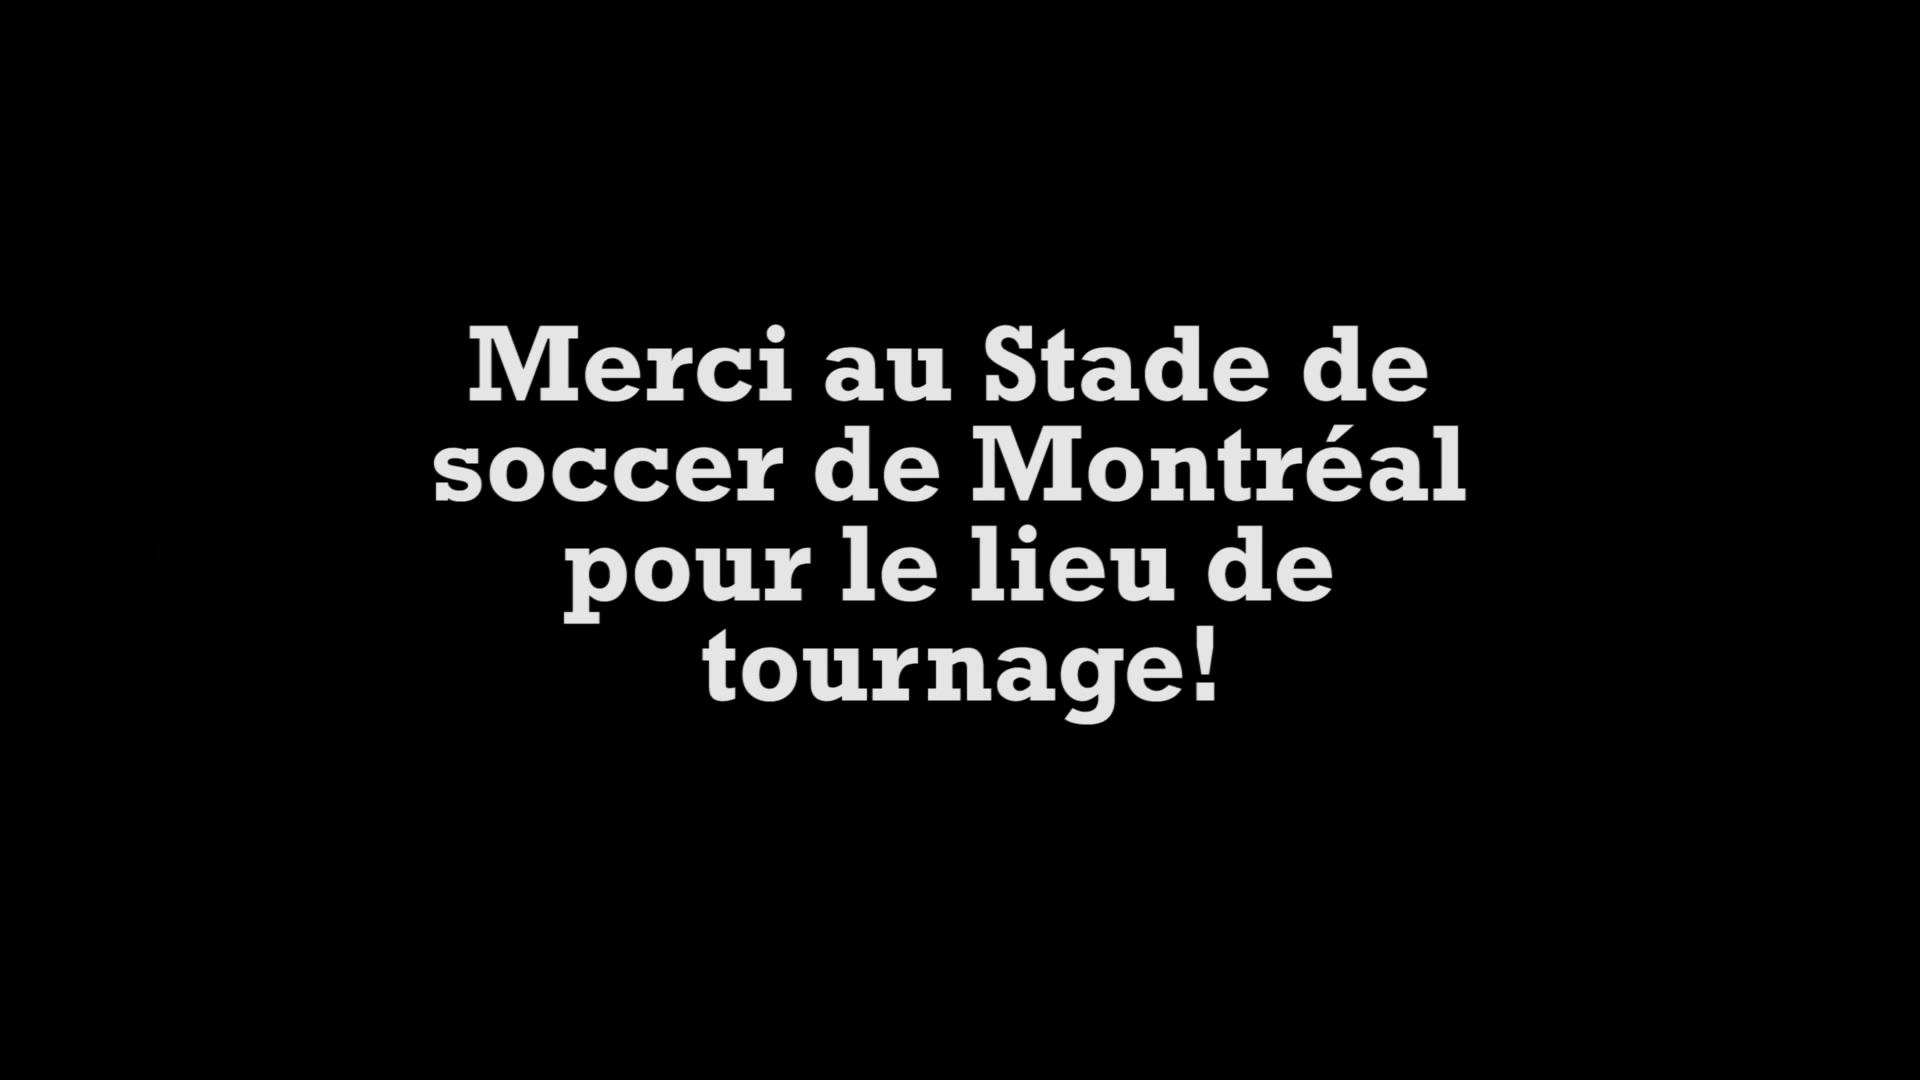 Merci au Stade de
soccer de Montréal
pour le lieu de
tournage!